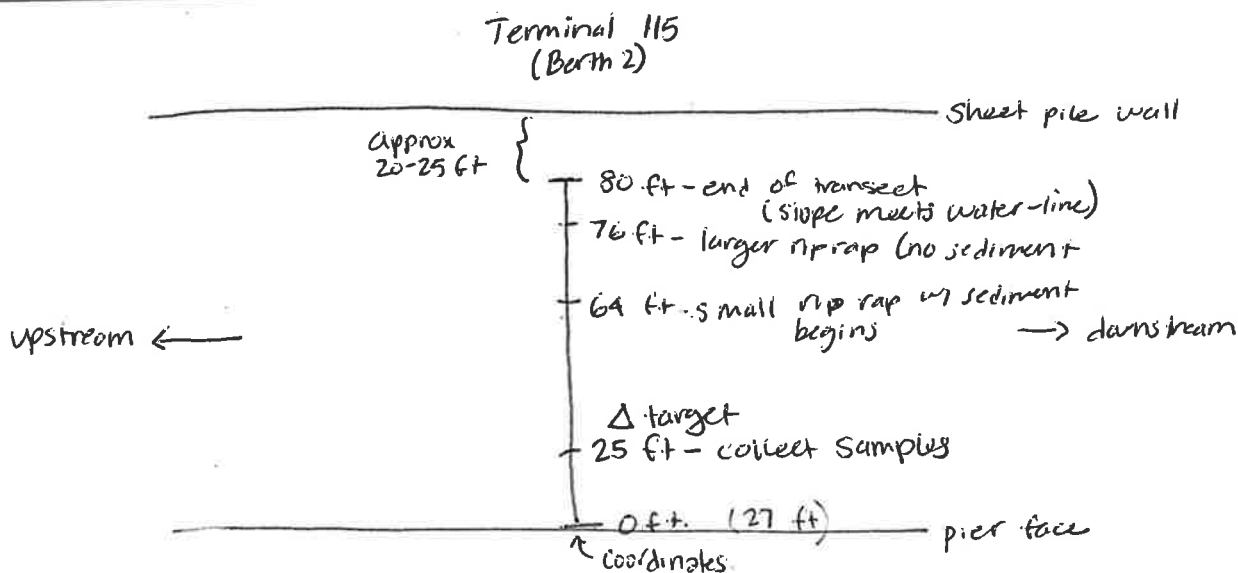 Terminal 115
(Berth 2)
sheet pile wall
approx
20-25 ft
80 ft - end of transect
(slope meets water-line)
76 ft - larger rip rap (no sediment
64 ft. small rip rap w/ sediment
begins
upstream ←
→ downstream
Δ target
25 ft - collect samples
0 ft. (27 ft)
pier face
↖ coordinates